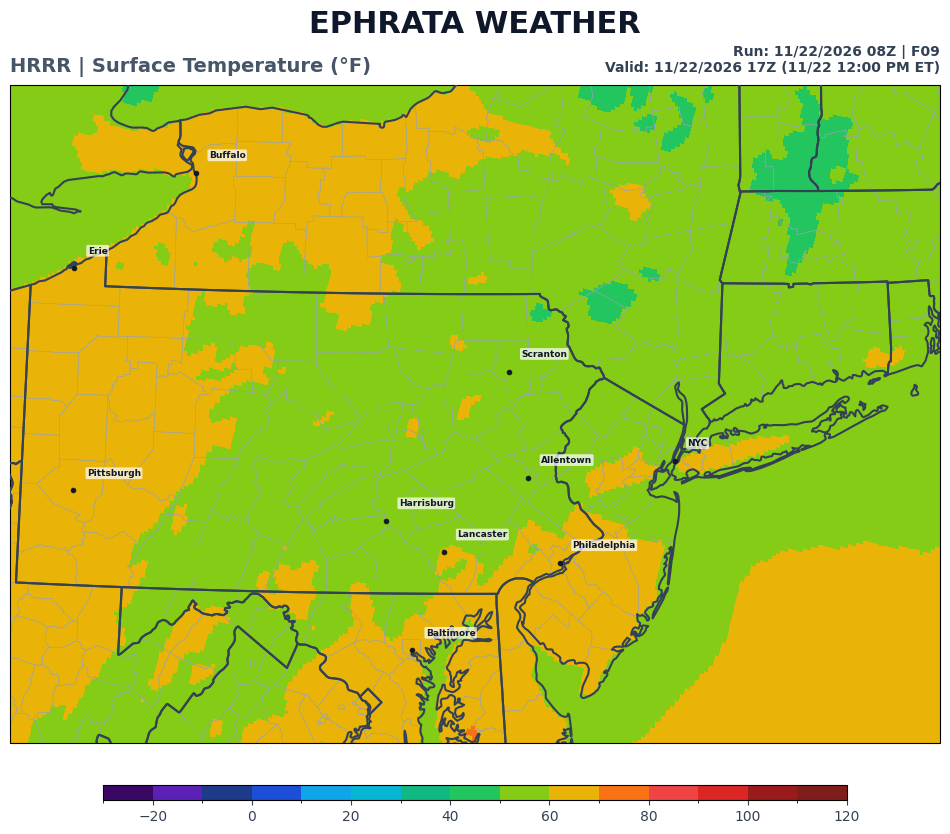 EPHRATA WEATHER
HRRR | Surface Temperature (°F)
Run: 11/22/2026 08Z | F09
Valid: 11/22/2026 17Z (11/22 12:00 PM ET)
Buffalo
Erie
Scranton
NYC
Allentown
Pittsburgh
Harrisburg
Lancaster
Philadelphia
Baltimore
−20 0 20 40 60 80 100 120